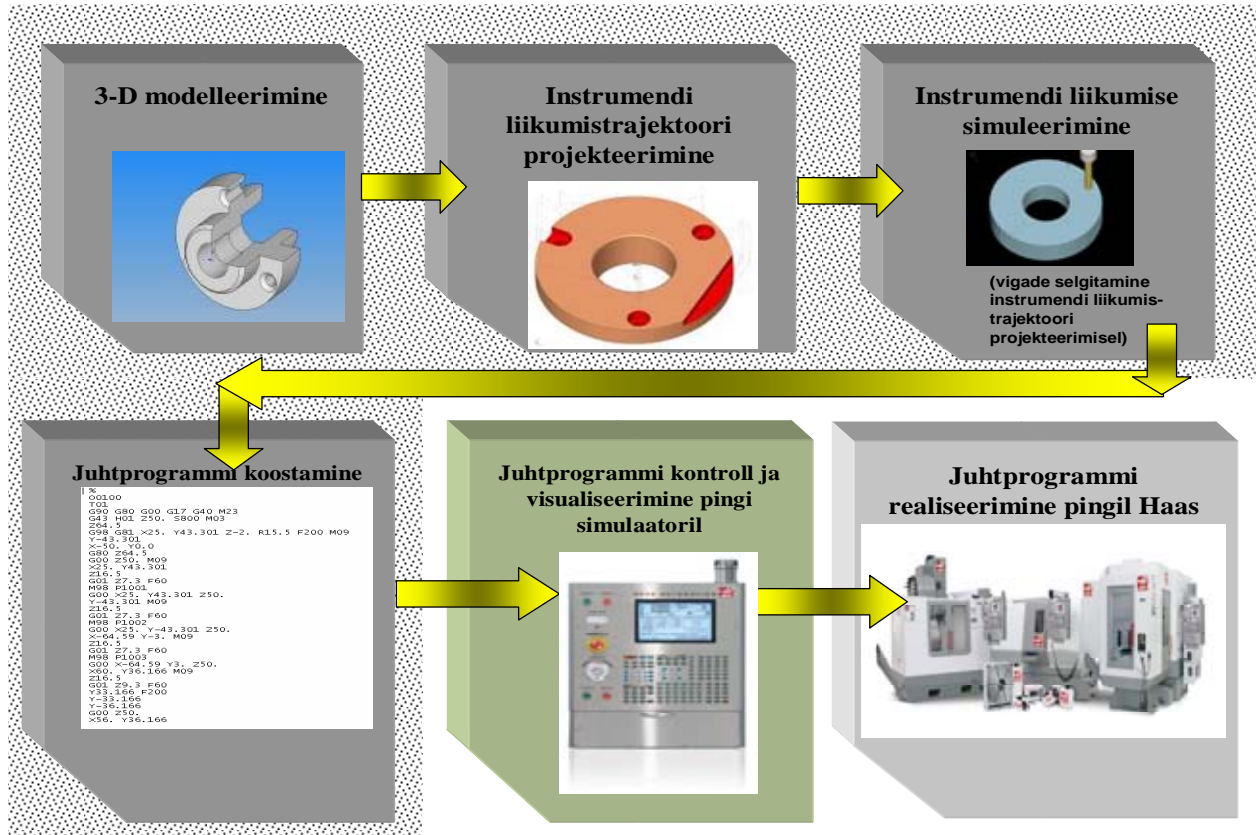 3-D modelleerimine
Instrumendi
liikumistrajektoori
projekteerimine
Instrumendi liikumise
simuleerimine
(vigade selgitamine
instrumendi liikumis-
trajektoori
projekteerimisel)
Juhtprogrammi koostamine
%
O0100
T01
G90 G80 G00 G17 G40 M23
G43 H01 Z50. S800 M03
Z64.5
G98 G81 X25. Y43.301 Z-2. R15.5 F200 M09
Y-43.301
X-50. Y0.0
G80 Z64.5
G00 Z50. M09
X25. Y43.301
Z16.5
G01 Z7.3 F60
M98 P1001
G00 X25. Y43.301 Z50.
Y-43.301 M09
Z16.5
G01 Z7.3 F60
M98 P1002
G00 X25. Y-43.301 Z50.
X-64.59 Y-3. M09
Z16.5
G01 Z7.3 F60
M98 P1003
G00 X-64.59 Y3. Z50.
X60. Y36.166 M09
Z16.5
G01 Z9.3 F60
Y33.166 F200
Y-33.166
Y-36.166
G00 Z50.
X56. Y36.166
Juhtprogrammi kontroll ja
visualiseerimine pingi
simulaatoril
Juhtprogrammi
realiseerimine pingil Haas